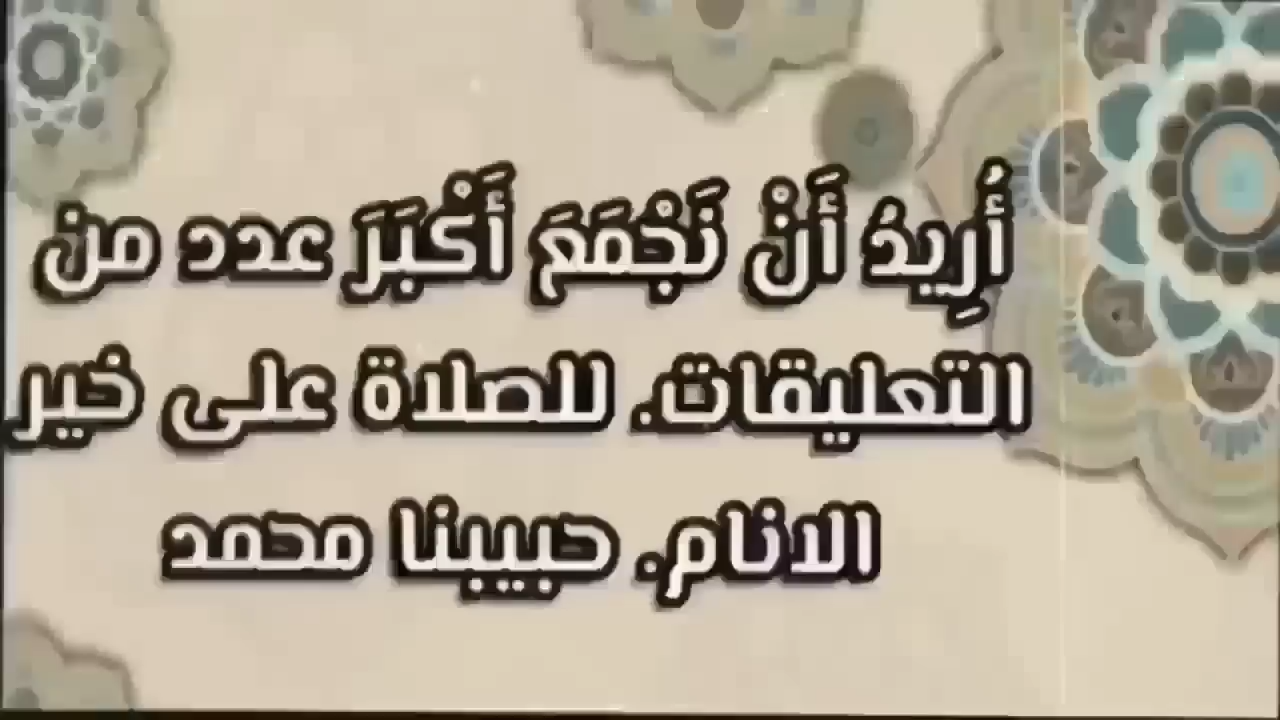 أُرِيدُ أَنْ نَجْمَعَ أَكْبَرَ عدد من
التعليقات. للصلاة على خير
الانام. حبيبنا محمد